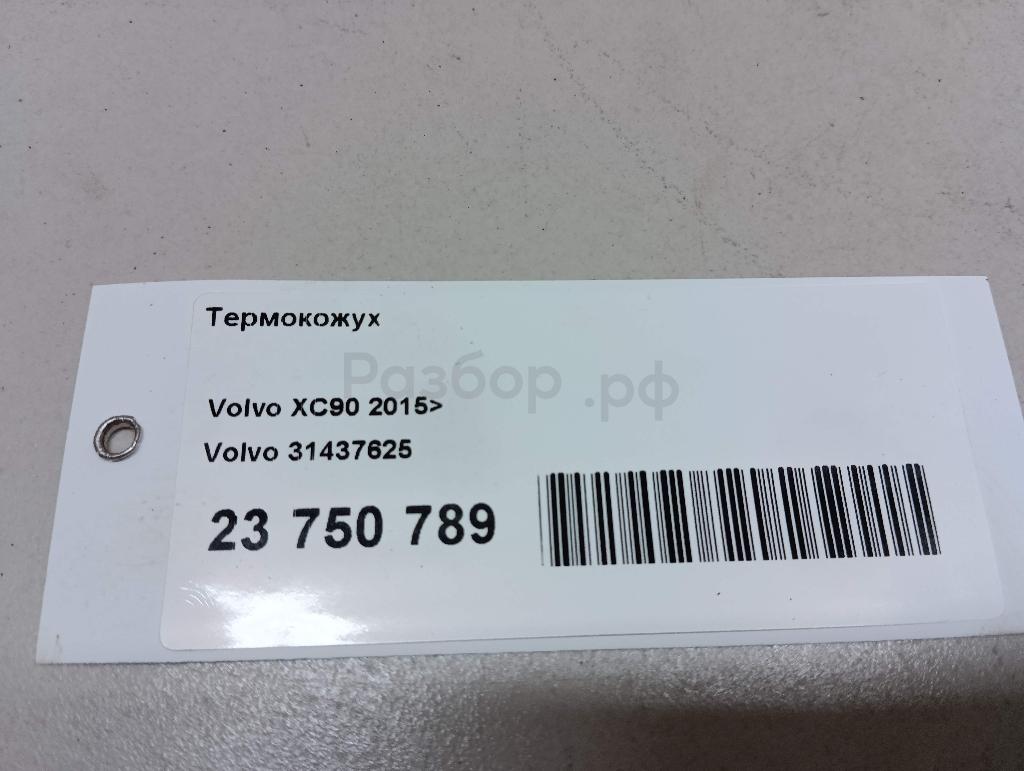 Термокожух
Разбор.рф
Volvo XC90 2015>
Volvo 31437625
23 750 789